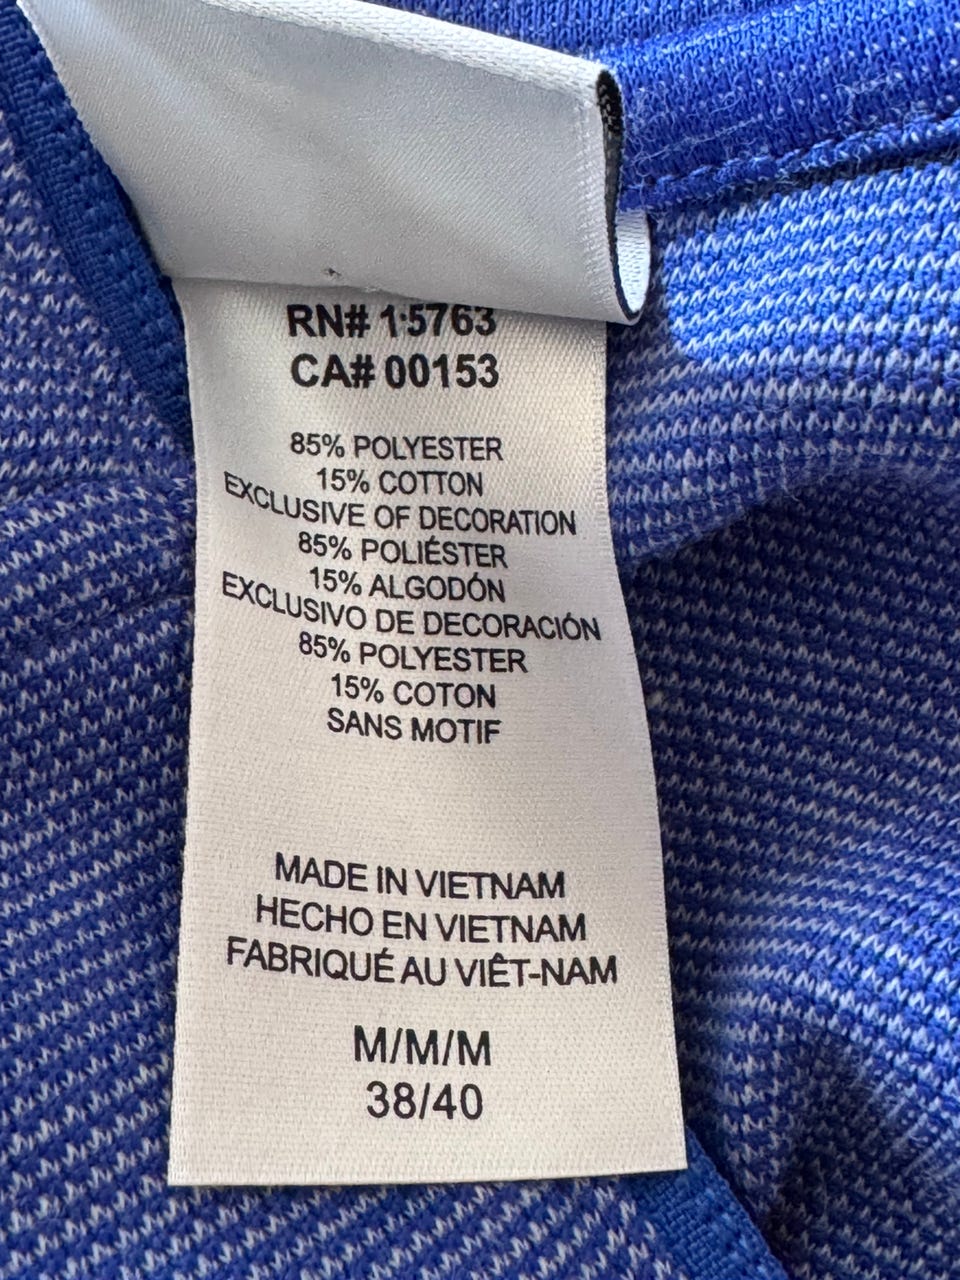 RN# 15763
CA# 00153
85% POLYESTER
15% COTTON
EXCLUSIVE OF DECORATION
85% POLIÉSTER
15% ALGODÓN
EXCLUSIVO DE DECORACIÓN
85% POLYESTER
15% COTON
SANS MOTIF
MADE IN VIETNAM
HECHO EN VIETNAM
FABRIQUÉ AU VIÊT-NAM
M/M/M
38/40